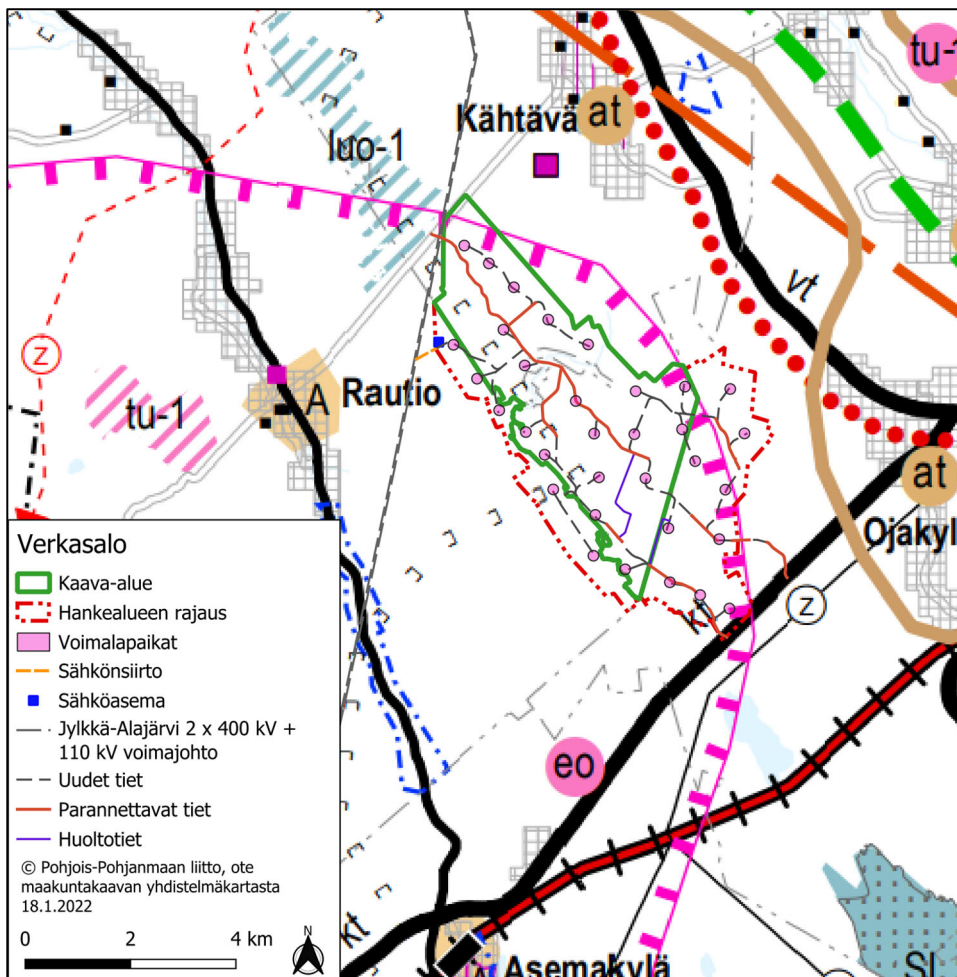 tu-1
Kähtävä
at
luo-1
vt
Z
A
Rautio
tu-1
at
Ojakyl
Z
kt
eo
kt
Asemakylä
SL
Verkasalo
Kaava-alue
Hankealueen rajaus
Voimalapaikat
Sähkönsiirto
Sähköasema
Jylkkä-Alajärvi 2 x 400 kV +
110 kV voimajohto
Uudet tiet
Parannettavat tiet
Huoltotiet
© Pohjois-Pohjanmaan liitto, ote
maakuntakaavan yhdistelmäkartasta
18.1.2022
0 2 4 km
N